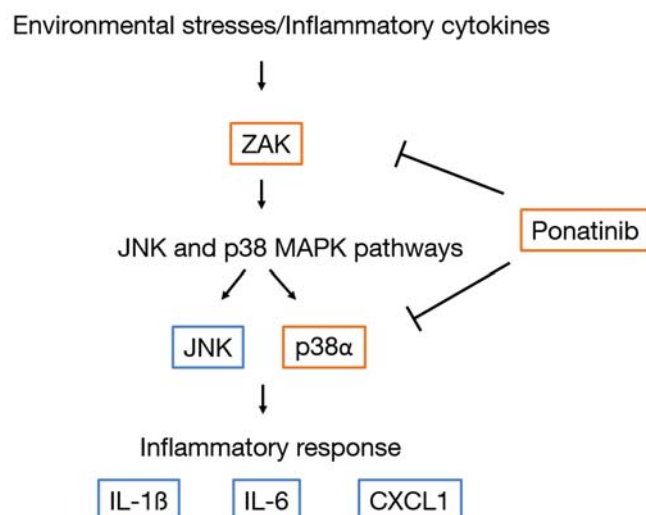 Environmental stresses/Inflammatory cytokines
ZAK
Ponatinib
JNK and p38 MAPK pathways
JNK p38α
Inflammatory response
IL-1ß IL-6 CXCL1